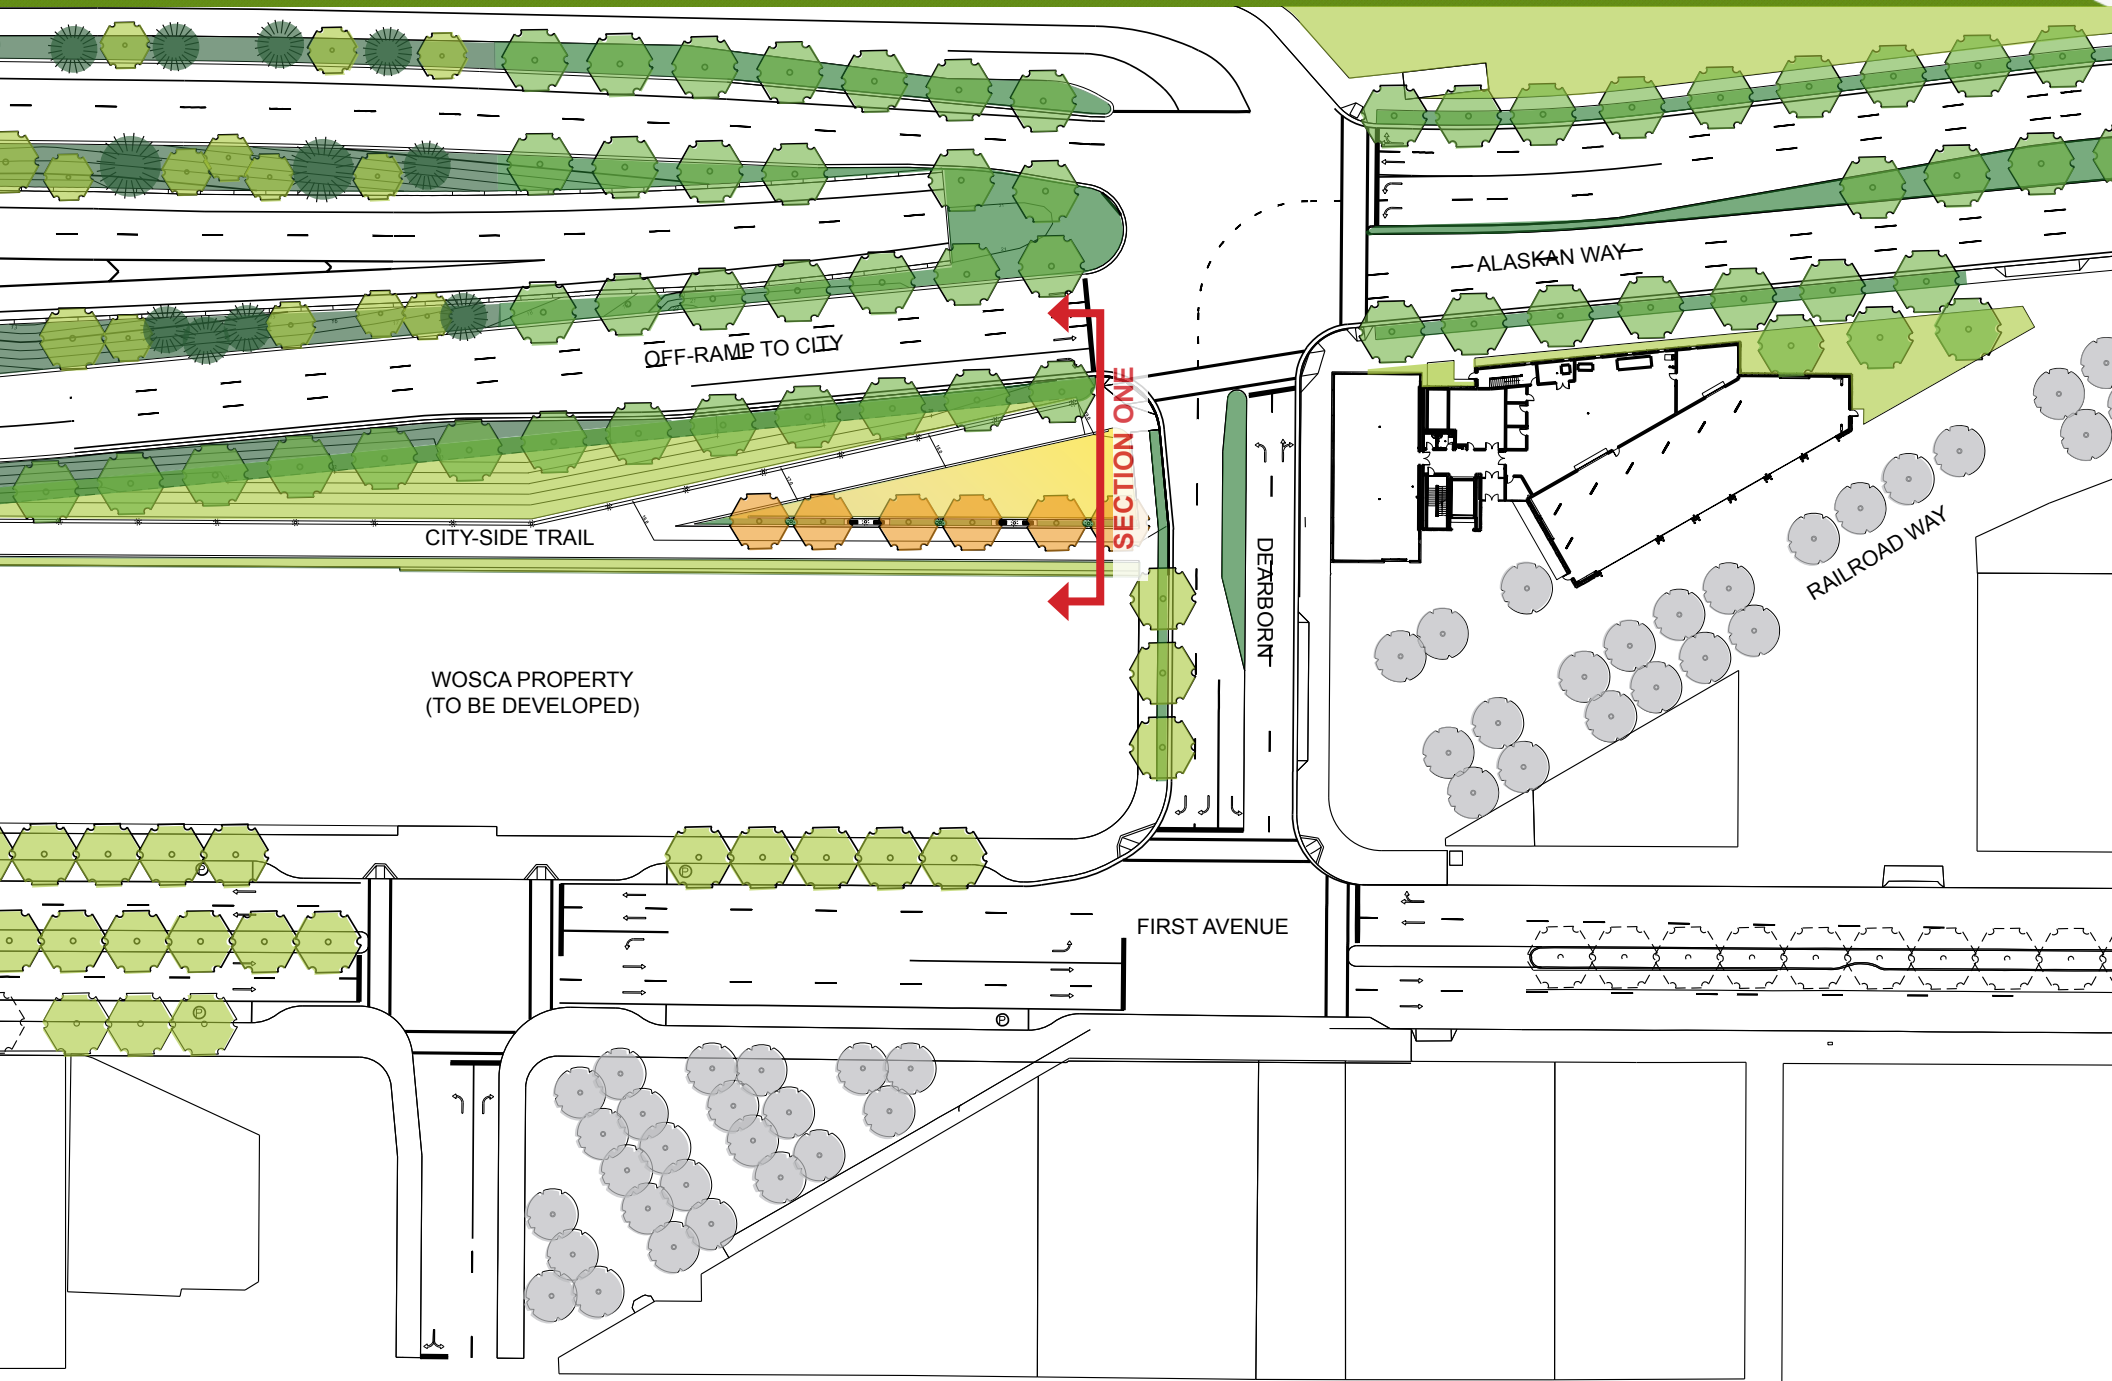 ALASKAN WAY
OFF-RAMP TO CITY
SECTION ONE
CITY-SIDE TRAIL
DEARBORN
RAILROAD WAY
WOSCA PROPERTY
(TO BE DEVELOPED)
P
P
FIRST AVENUE
P
P